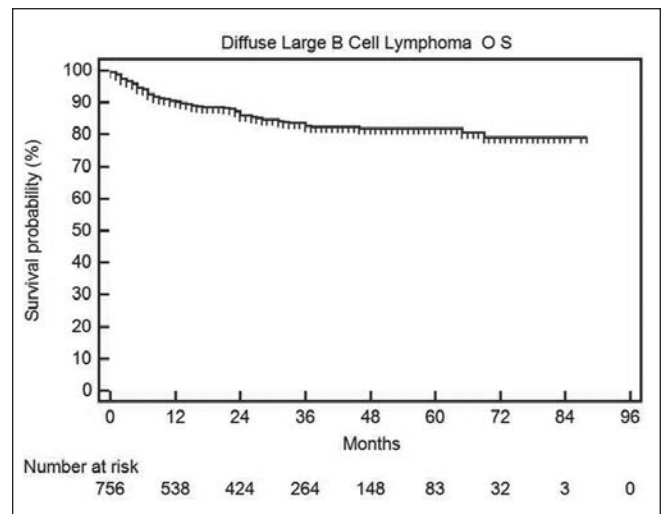 Diffuse Large B Cell Lymphoma O S
100
90
80
70
60
50
40
30
20
10
0
Survival probability (%)
0 12 24 36 48 60 72 84 96
Months
Number at risk
756 538 424 264 148 83 32 3 0